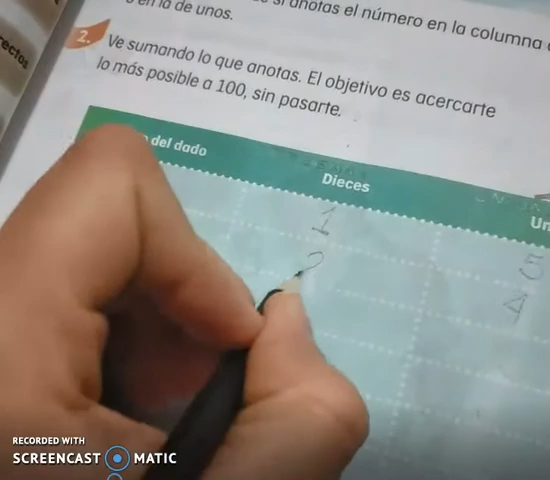 si anotas el número en la columna
en la de unos.
2. Ve sumando lo que anotas. El objetivo es acercarte
lo más posible a 100, sin pasarte.
del dado
Dieces
1
5
2
4
RECORDED WITH
SCREENCAST MATIC